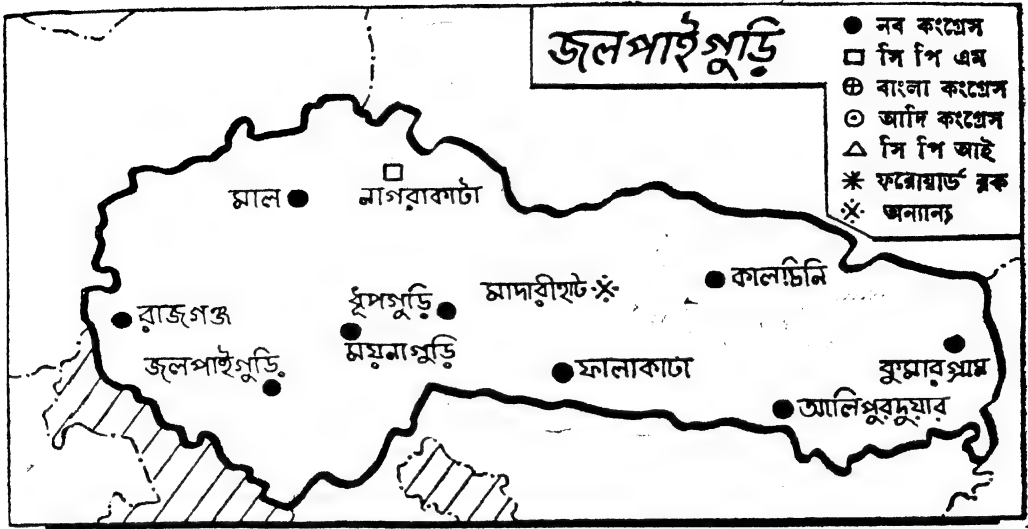 জলপাইগুড়ি
নব কংগ্রেস
সি পি এম
বাংলা কংগ্রেস
আদি কংগ্রেস
সি পি আই
ফরোয়ার্ড ব্লক
অন্যান্য
মাল
নাগরাকাটা
কালচিনি
মাদারীহাট
ধূপগুড়ি
রাজগঞ্জ
ময়নাগুড়ি
জলপাইগুড়ি
ফালাকাটা
কুমারগ্রাম
আলিপুরদুয়ার